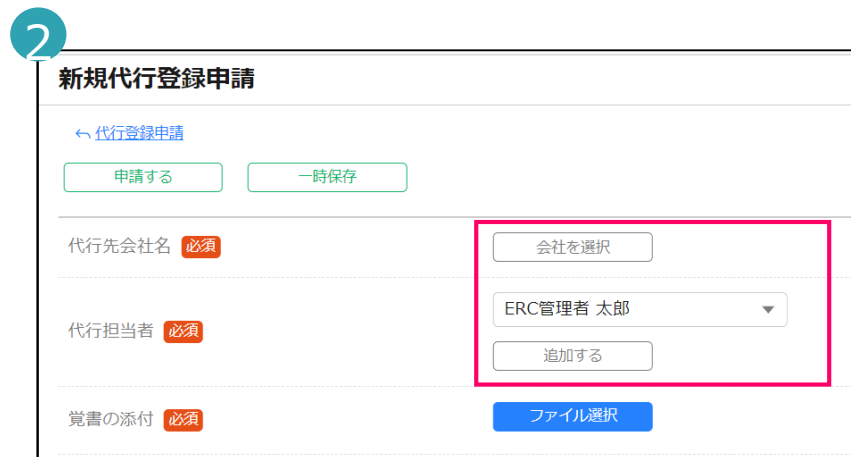 2
新規代行登録申請
代行登録申請
申請する 一時保存
代行先会社名 必須 会社を選択
代行担当者 必須 ERC管理者 太郎
追加する
覚書の添付 必須 ファイル選択